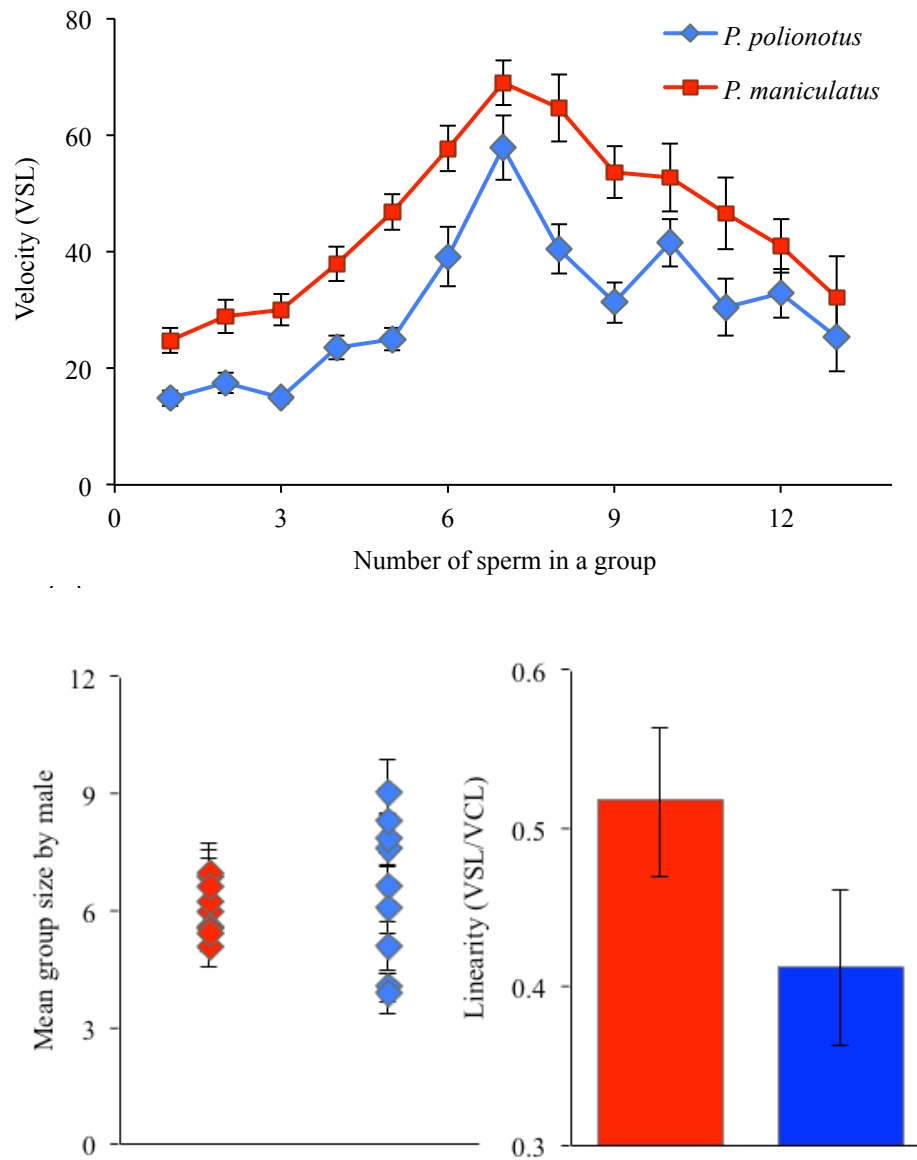 80
60
40
20
0
Velocity (VSL)
P. polionotus
P. maniculatus
0 3 6 9 12
Number of sperm in a group
12
9
6
3
0
Mean group size by male
0.6
0.5
0.4
0.3
Linearity (VSL/VCL)